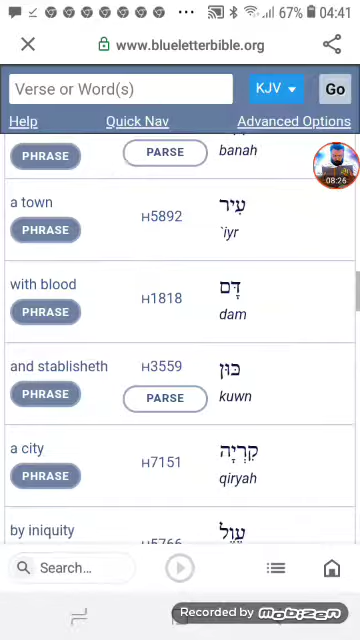 67% 04:41
www.blueletterbible.org
Verse or Word(s) KJV Go
Help Quick Nav Advanced Options
PHRASE PARSE banah
08:26
a town H5892 עִיר
PHRASE `iyr
with blood H1818 דָּם
PHRASE dam
and stablisheth H3559 כּוּן
PHRASE PARSE kuwn
a city H7151 קִרְיָה
PHRASE qiryah
by iniquity H5766 עֶוֶל
Search...
Recorded by mobizen